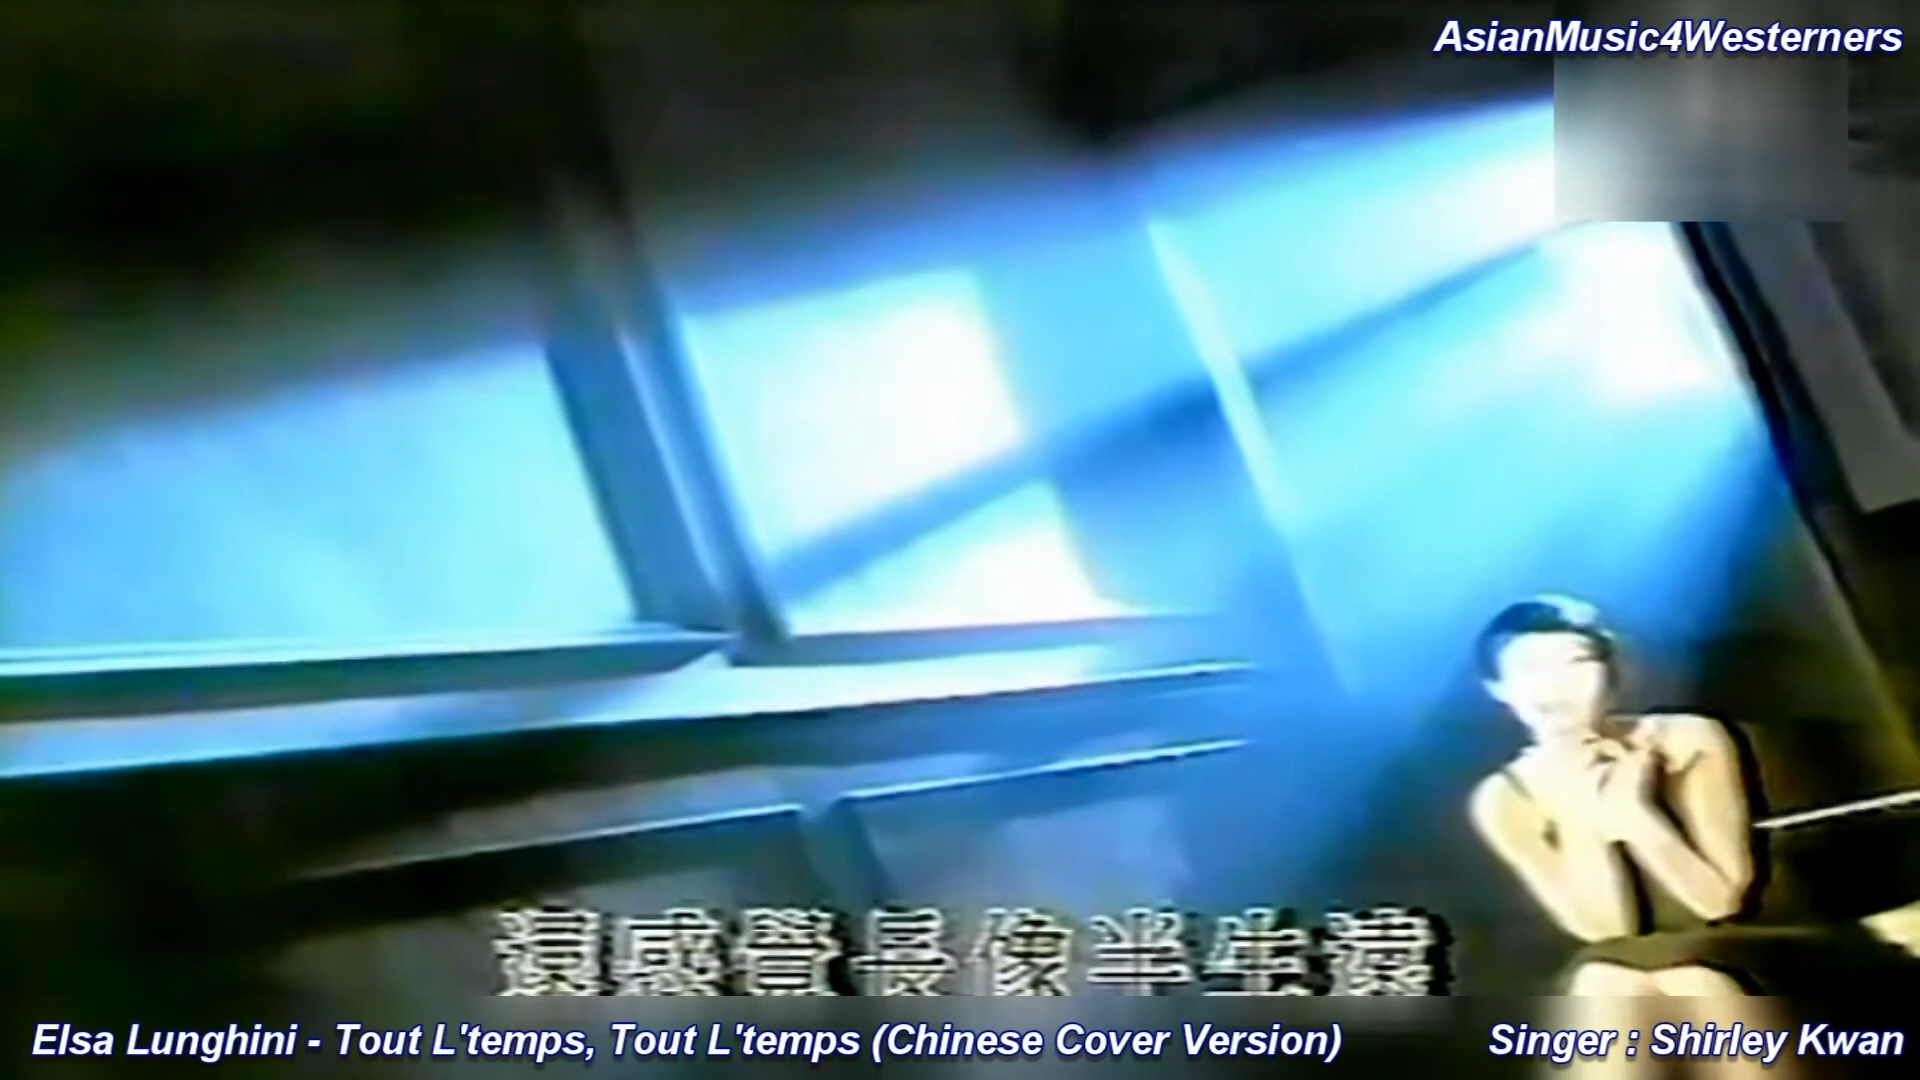 AsianMusic4Westerners
還感覺長像半生遠
Elsa Lunghini - Tout L'temps, Tout L'temps (Chinese Cover Version)
Singer : Shirley Kwan